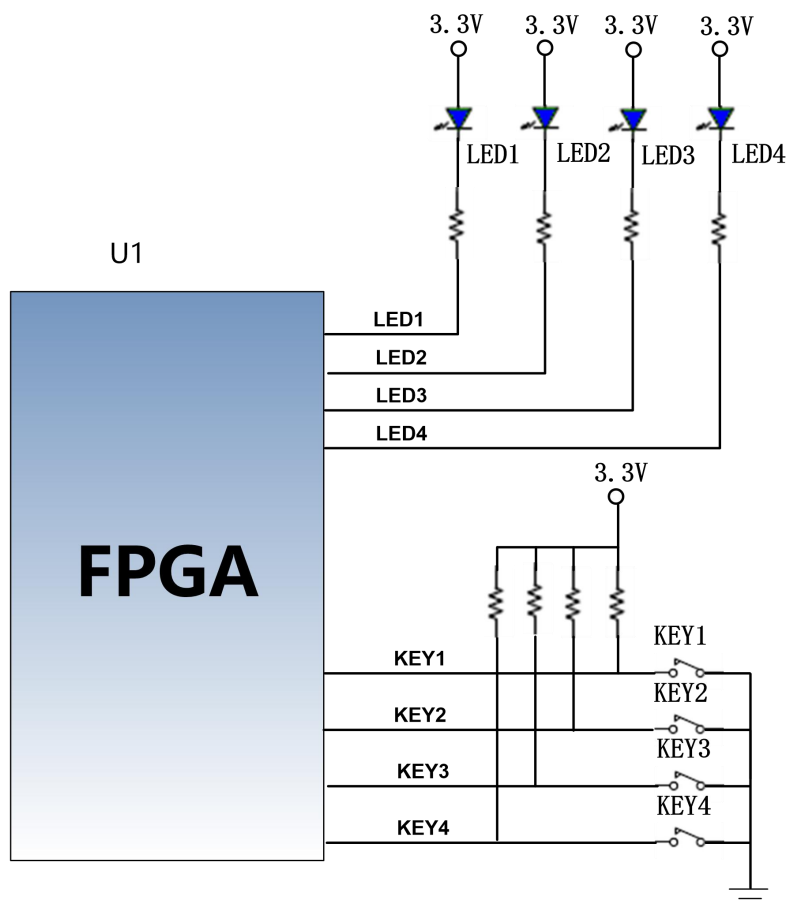 3.3V 3.3V 3.3V 3.3V
LED1 LED2 LED3 LED4
U1
LED1
LED2
LED3
LED4
3.3V
FPGA
KEY1
KEY1
KEY2
KEY2
KEY3
KEY3
KEY4
KEY4